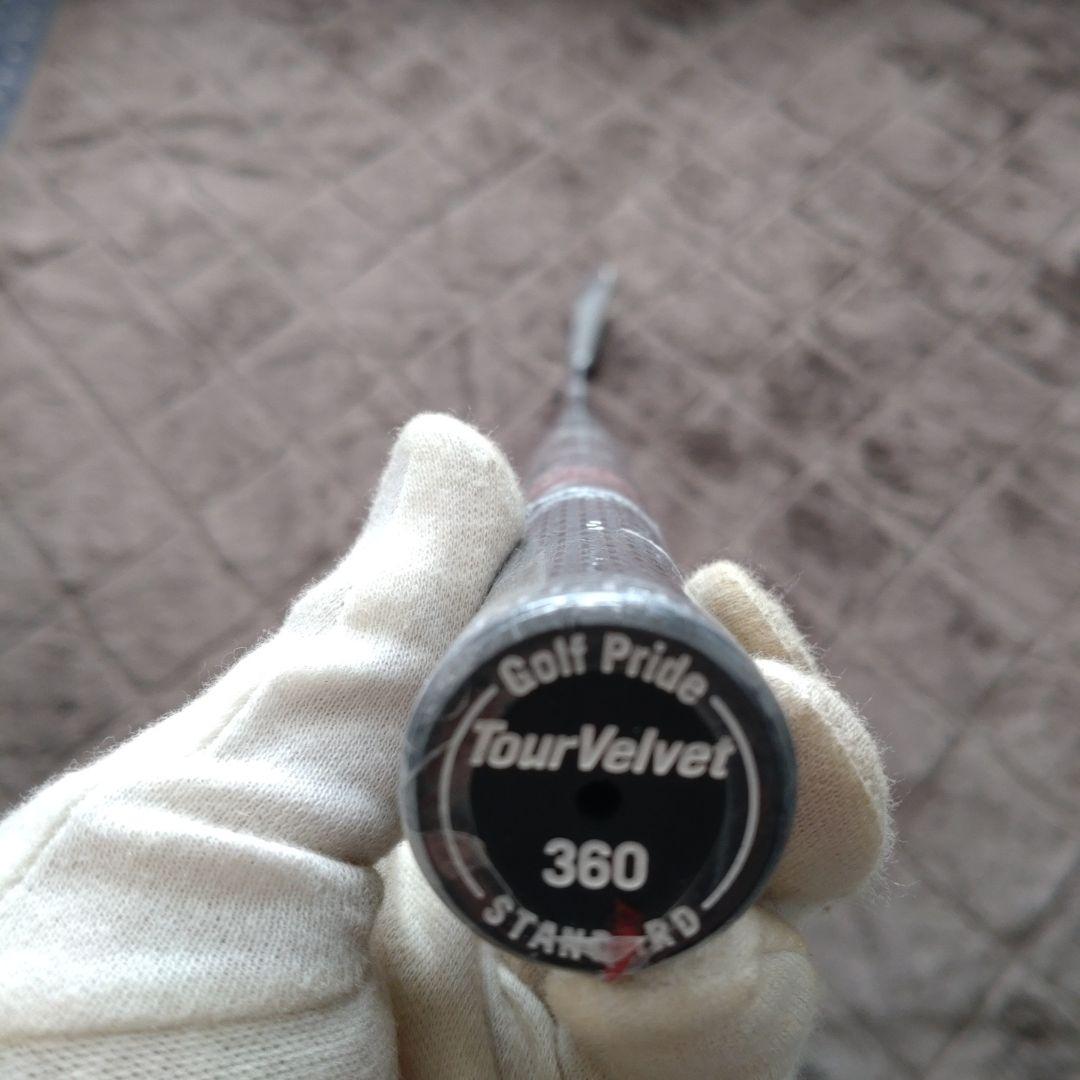 Golf Pride
TourVelvet
360
STANDARD